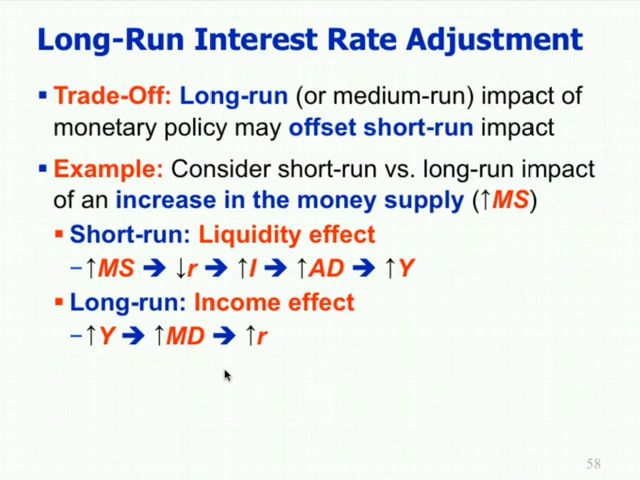 Long-Run Interest Rate Adjustment
▪ Trade-Off: Long-run (or medium-run) impact of
monetary policy may offset short-run impact
▪ Example: Consider short-run vs. long-run impact
of an increase in the money supply (↑MS)
▪ Short-run: Liquidity effect
–↑MS ➔ ↓r ➔ ↑I ➔ ↑AD ➔ ↑Y
▪ Long-run: Income effect
–↑Y ➔ ↑MD ➔ ↑r
58